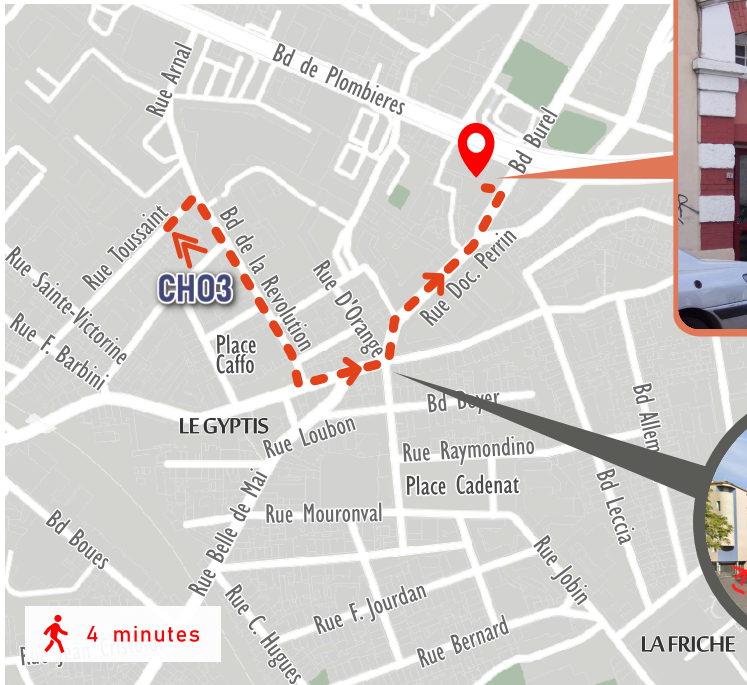 Bd de Plombieres
Rue Arnal
Bd Burel
Rue Toussaint
Bd de la Revolution
CH03
Rue D'Orange
Rue Doc. Perrin
Rue Sainte-Victorine
Rue F. Barbini
Place
Caffo
LE GYPTIS
Rue Loubon
Bd Boyer
Bd Allem
Rue Raymondino
Place Cadenat
Bd Leccia
Rue Belle de Mai
Rue Mouronval
Bd Boues
Rue Jobin
Rue F. Jourdan
Rue C. Hugues
Rue Bernard
4 minutes
LA FRICHE